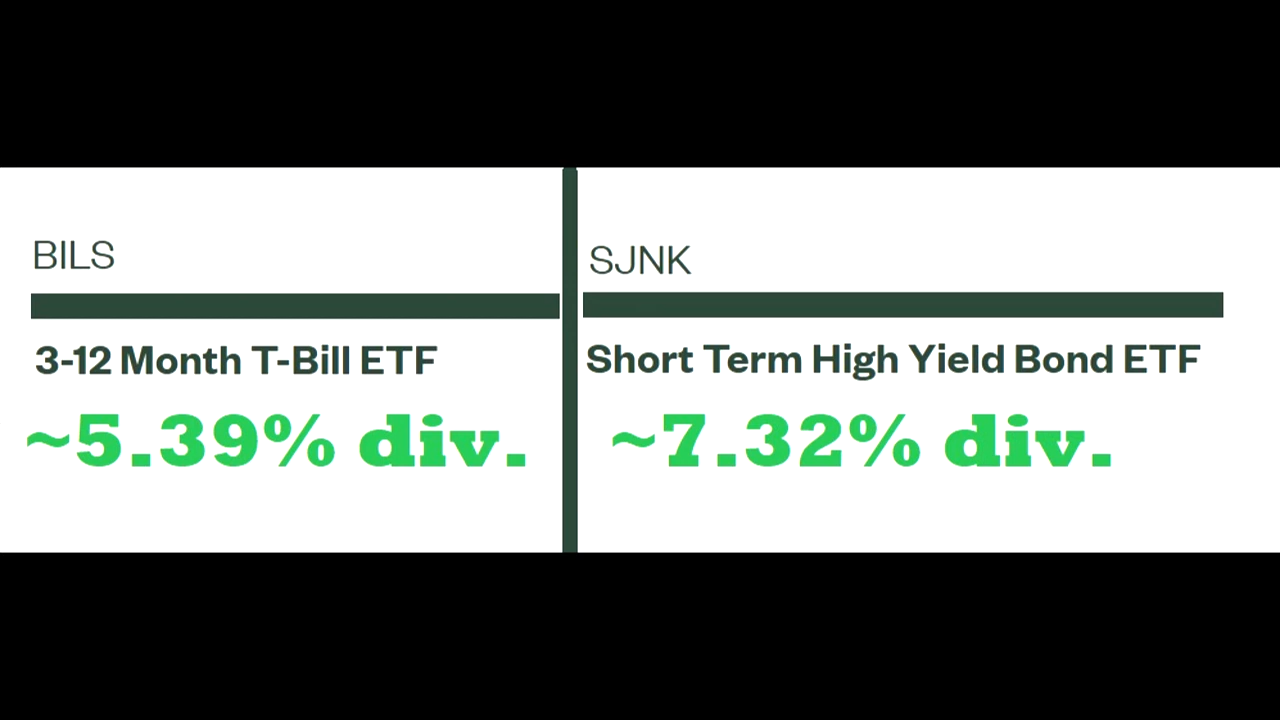 BILS
3-12 Month T-Bill ETF
~5.39% div.
SJNK
Short Term High Yield Bond ETF
~7.32% div.